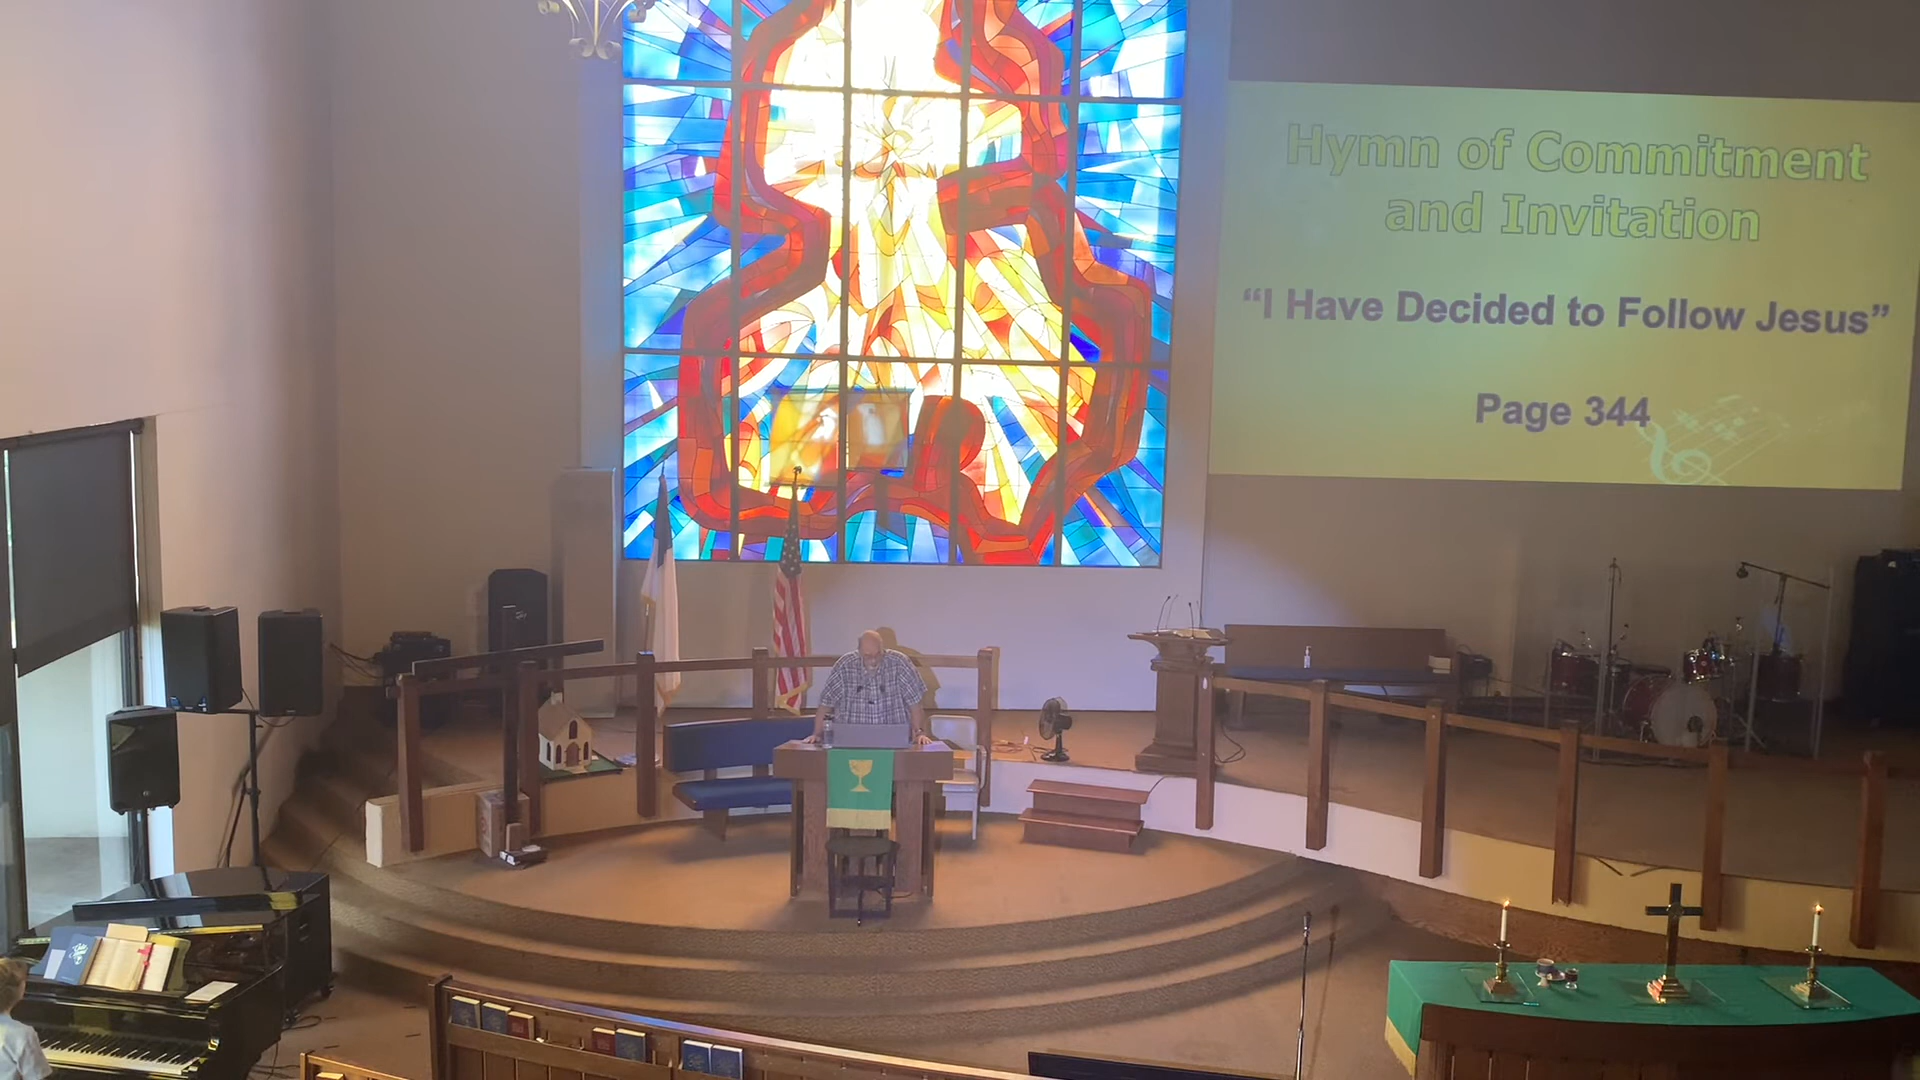 Hymn of Commitment
and Invitation
“I Have Decided to Follow Jesus”
Page 344